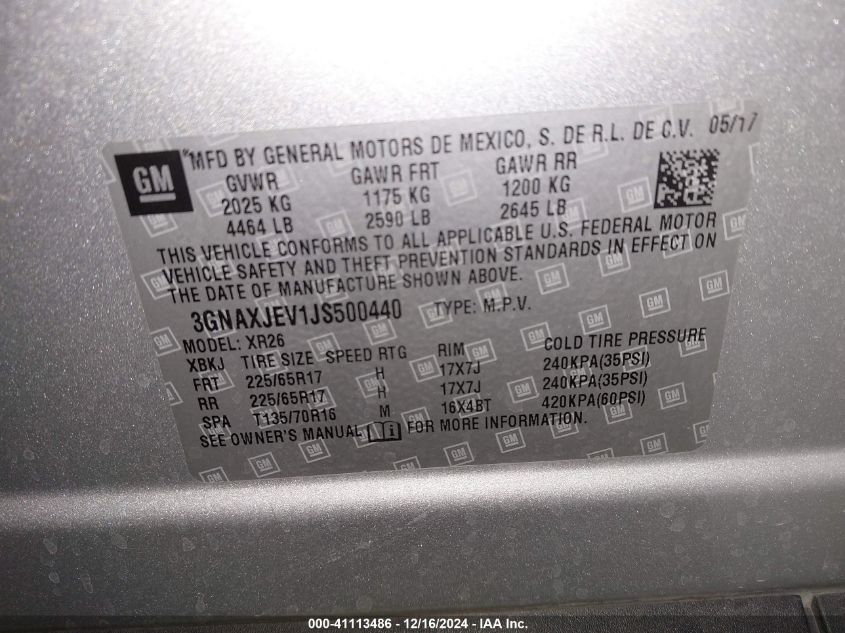 GM
"MFD BY GENERAL MOTORS DE MEXICO, S. DE R.L. DE C.V. 05/17
GVWR GAWR FRT GAWR RR
2025 KG 1175 KG 1200 KG
4464 LB 2590 LB 2645 LB
THIS VEHICLE CONFORMS TO ALL APPLICABLE U.S. FEDERAL MOTOR
VEHICLE SAFETY AND THEFT PREVENTION STANDARDS IN EFFECT ON
THE DATE OF MANUFACTURE SHOWN ABOVE.
3GNAXJEV1JS500440 TYPE: M.P.V.
MODEL: XR26
XBKJ TIRE SIZE SPEED RTG RIM COLD TIRE PRESSURE
FRT 225/65R17 H 17X7J 240KPA(35PSI)
RR 225/65R17 H 17X7J 240KPA(35PSI)
SPA T135/70R16 M 16X4BT 420KPA(60PSI)
SEE OWNER'S MANUAL FOR MORE INFORMATION.
000-41113486 - 12/16/2024 - IAA Inc.